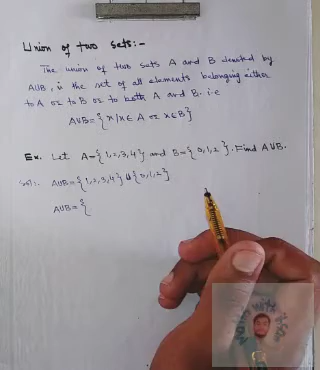 Union of two sets:-
The union of two sets A and B denoted by
A∪B, is the set of all elements belonging either
to A or to B or to both A and B. i.e
A∪B={x/x∈A or x∈B}
Ex. Let A={1,2,3,4} and B={0,1,2}. Find A∪B.
Sol:. A∪B={1,2,3,4}∪{0,1,2}
A∪B={